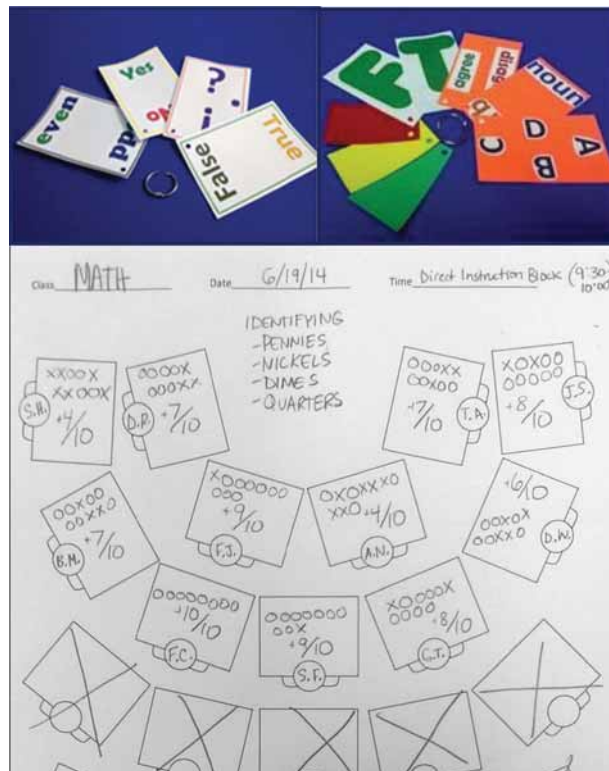 even
Yes
No
True
False
F T
agree
noun
A
D
B
C
Class MATH Date 6/19/14 Time Direct Instruction Block (9:30
10:00
IDENTIFYING
-PENNIES
-NICKELS
-DIMES
-QUARTERS
XXOOX
XXOOX
+4/10
S.H.
OOOOX
OOOXX
+7/10
D.R.
OOOXX
OOXOO
+7/10
T.A.
XOXOO
OOOOO
+8/10
J.S.
OOXOO
OOXXO
+7/10
B.M.
XOOOOOO
OOO
+9/10
F.J.
OXOXXXO
XXO +4/10
A.N.
+6/10
OOXOX
OOXXO
D.W.
OOOOOOOO
+10/10
F.C.
OOOOOOO
OOX
+9/10
S.F.
XOOOOX
OOOO
+8/10
G.T.